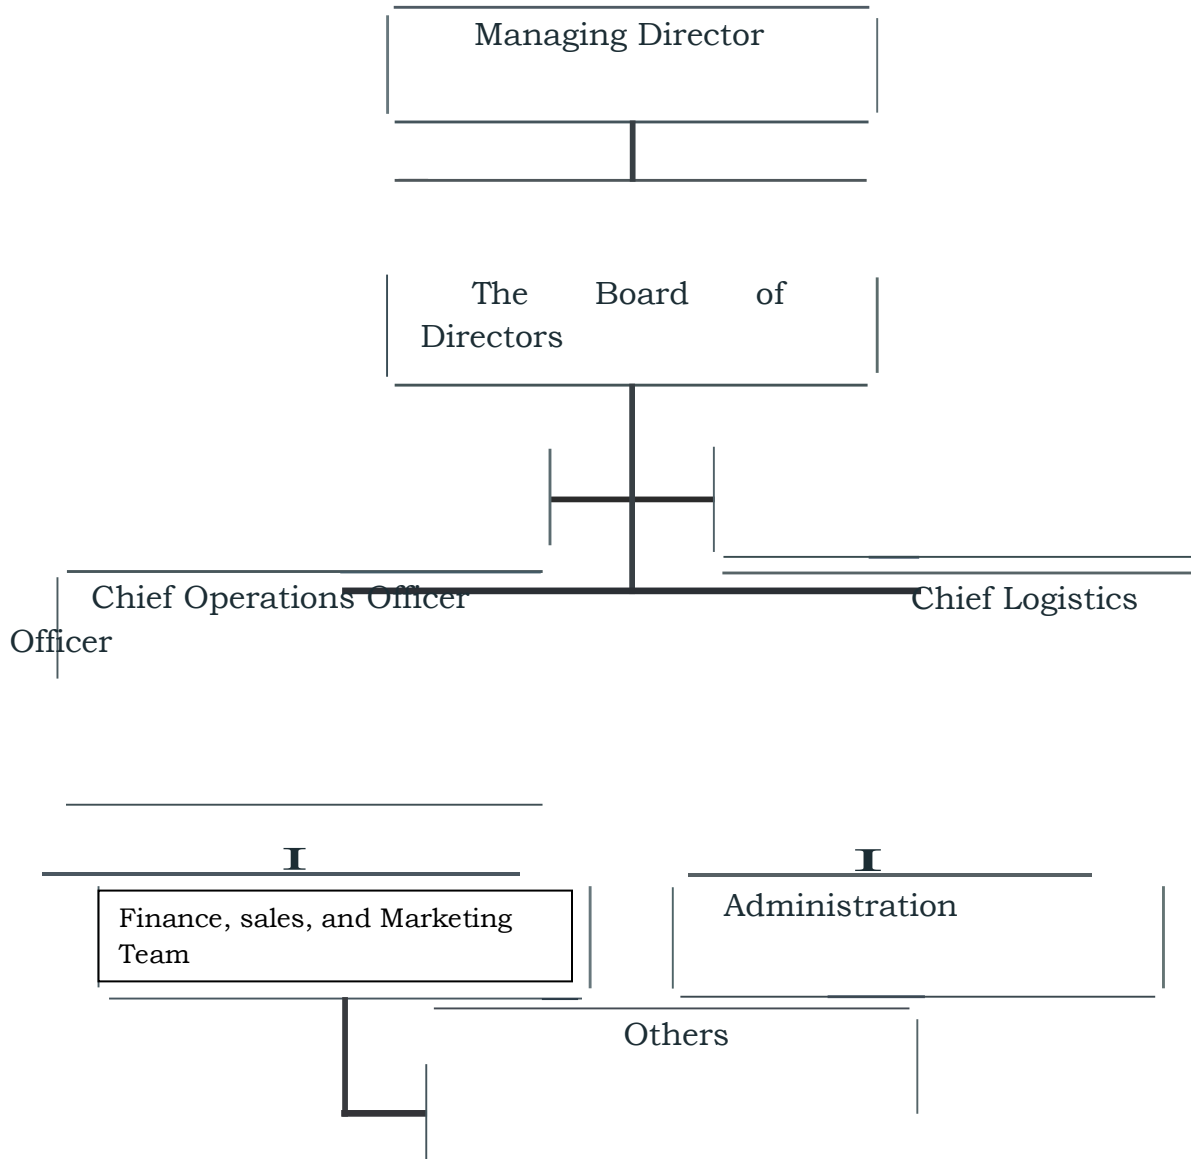 Managing Director
The Board of
Directors
Chief Operations Officer Chief Logistics
Officer
I I
Finance, sales, and Marketing
Team
Administration
Others